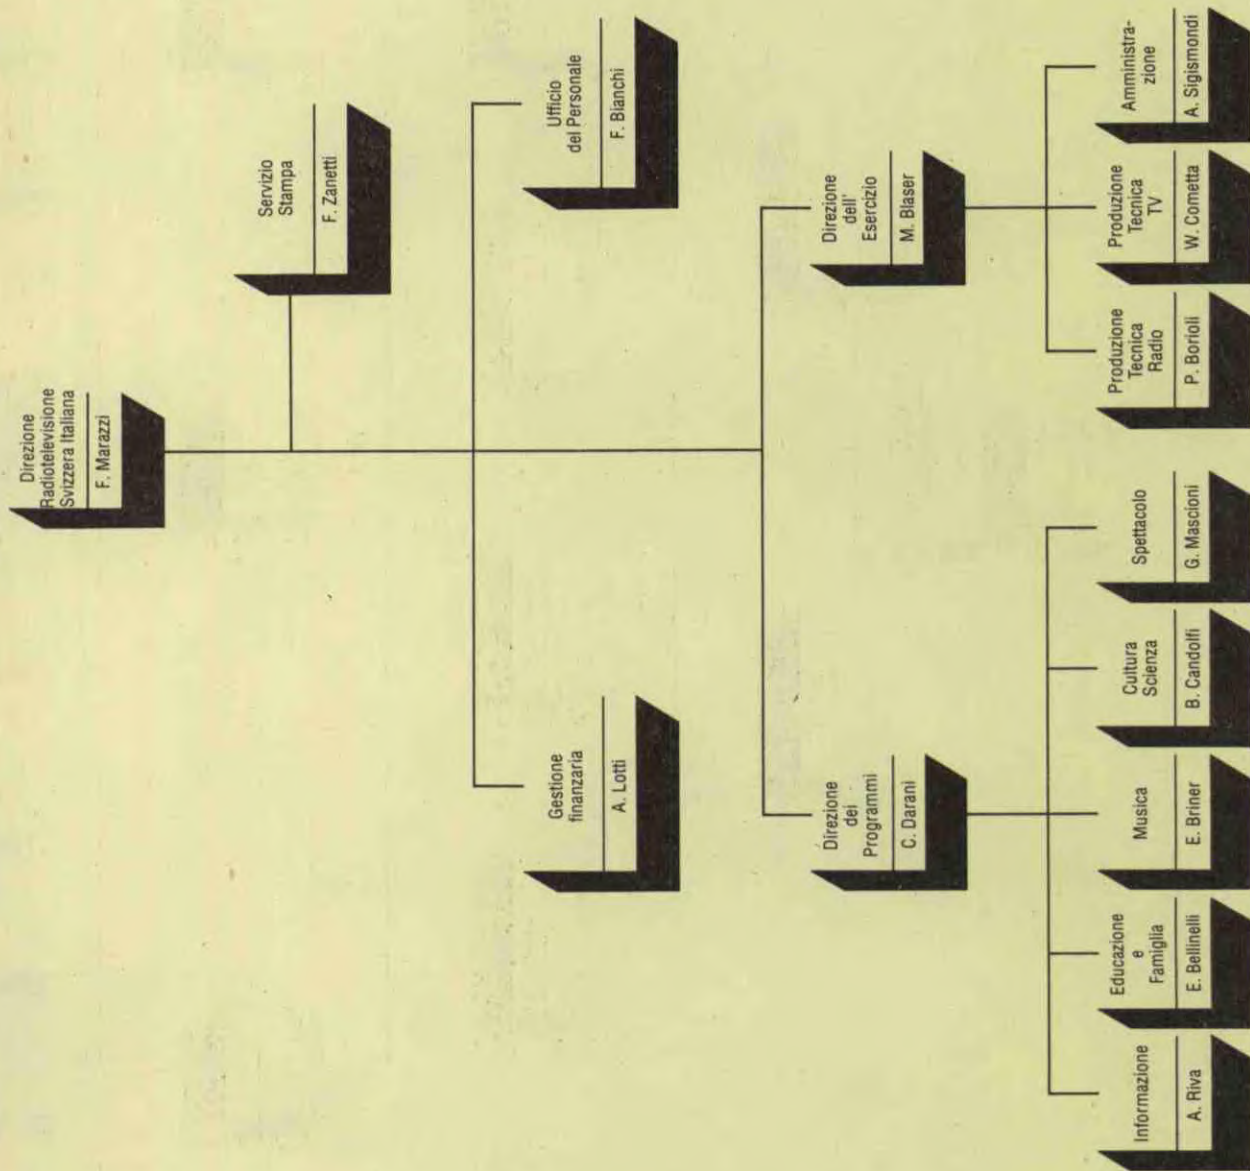 Direzione
Radiotelevisione
Svizzera Italiana
F. Marazzi
Servizio
Stampa
F. Zanetti
Gestione
finanzaria
A. Lotti
Ufficio
del Personale
F. Bianchi
Direzione
dei
Programmi
C. Darani
Direzione
dell'
Esercizio
M. Blaser
Informazione
A. Riva
Educazione
e
Famiglia
E. Bellinelli
Musica
E. Briner
Cultura
Scienza
B. Candolfi
Spettacolo
G. Mascioni
Produzione
Tecnica
Radio
P. Borioli
Produzione
Tecnica
TV
W. Cometta
Amministra-
zione
A. Sigismondi